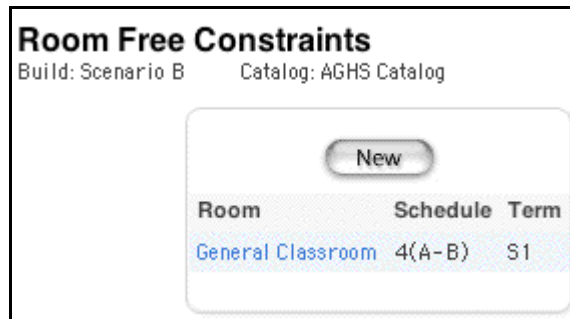 Room Free Constraints
Build: Scenario B Catalog: AGHS Catalog
New
Room Schedule Term
General Classroom 4(A-B) S1